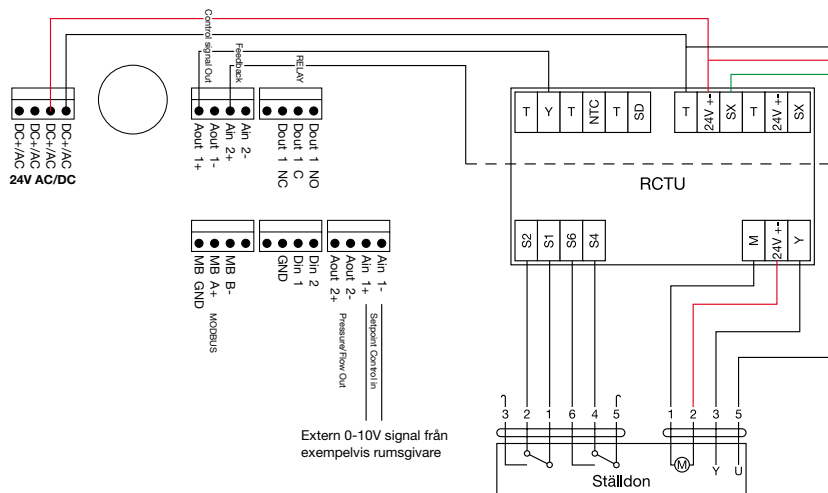 Control signal Out
Feedback
RELAY
DC+/AC
DC+/AC
DC+/AC
DC+/AC
24V AC/DC
Aout 1+
Aout 1-
Ain 2+
Ain 2-
Dout 1 NC
Dout 1 C
Dout 1 NO
T
Y
T
NTC
T
SD
T
24V +-
SX
T
24V +-
SX
RCTU
S2
S1
S6
S4
M
24V +-
Y
MB GND
MB A+
MB B-
MODBUS
GND
Din 1
Din 2
Aout 2+
Aout 2-
Ain 1+
Ain 1-
Pressure/Flow Out
Setpoint Control in
Extern 0-10V signal från
exempelvis rumsgivare
3 2 1 6 4 5
1 2 3 5
M Y U
Ställdon